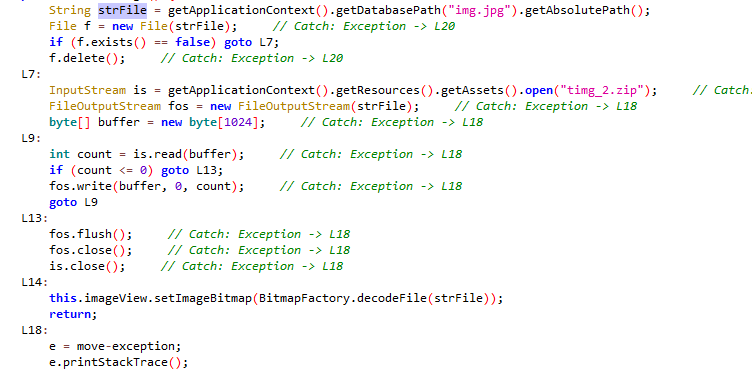 String strFile = getApplicationContext().getDatabasePath("img.jpg").getAbsolutePath();
File f = new File(strFile);     // Catch: Exception -> L20
if (f.exists() == false) goto L7;
f.delete();     // Catch: Exception -> L20
L7:
InputStream is = getApplicationContext().getResources().getAssets().open("timg_2.zip");     // Catch:
FileOutputStream fos = new FileOutputStream(strFile);     // Catch: Exception -> L18
byte[] buffer = new byte[1024];     // Catch: Exception -> L18
L9:
int count = is.read(buffer);     // Catch: Exception -> L18
if (count <= 0) goto L13;
fos.write(buffer, 0, count);     // Catch: Exception -> L18
goto L9
L13:
fos.flush();     // Catch: Exception -> L18
fos.close();     // Catch: Exception -> L18
is.close();     // Catch: Exception -> L18
L14:
this.imageView.setImageBitmap(BitmapFactory.decodeFile(strFile));
return;
L18:
e = move-exception;
e.printStackTrace();